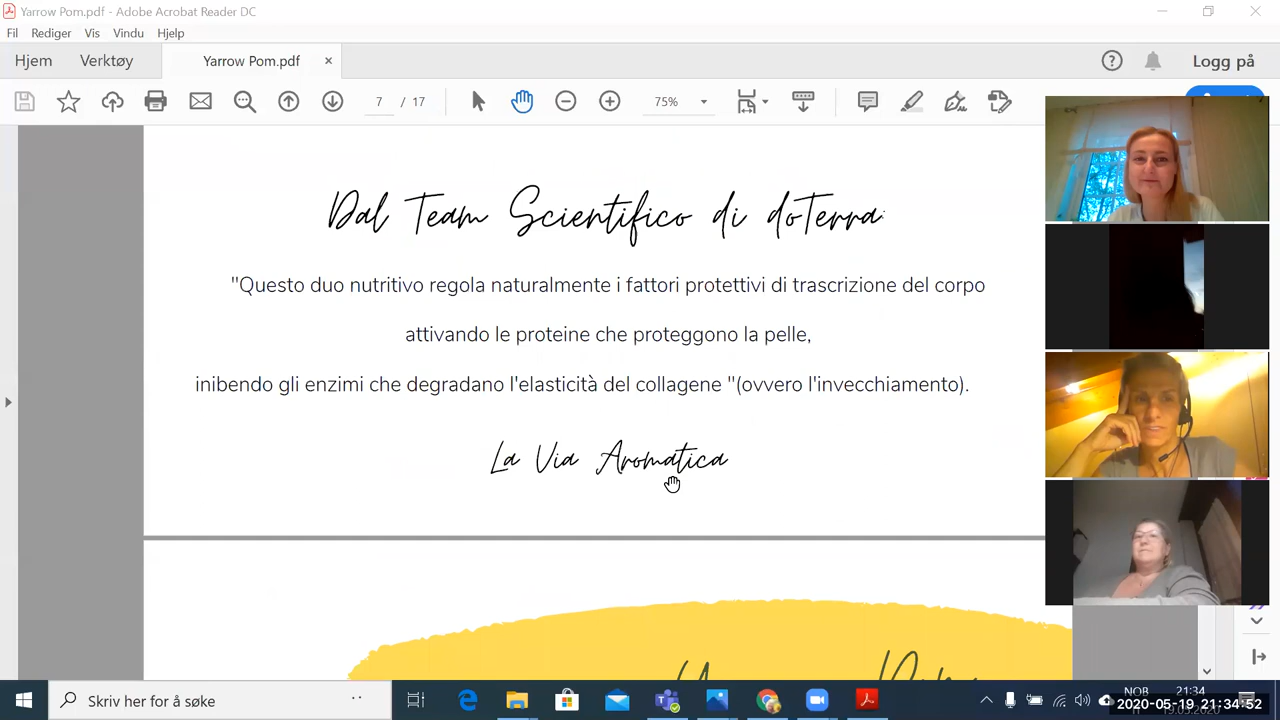 Yarrow Pom.pdf - Adobe Acrobat Reader DC
Fil Rediger Vis Vindu Hjelp
Hjem Verktøy Yarrow Pom.pdf × Logg på
7 / 17 75%
Dal Team Scientifico di doTerra:
"Questo duo nutritivo regola naturalmente i fattori protettivi di trascrizione del corpo
attivando le proteine che proteggono la pelle,
inibendo gli enzimi che degradano l'elasticità del collagene "(ovvero l'invecchiamento).
La Via Aromatica
Skriv her for å søke
NOB 21:34
2020-05-19 21:34:52